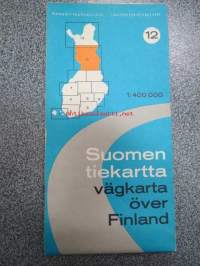 12
1:400 000
Suomen
tiekartta
vägkarta
över
Finland